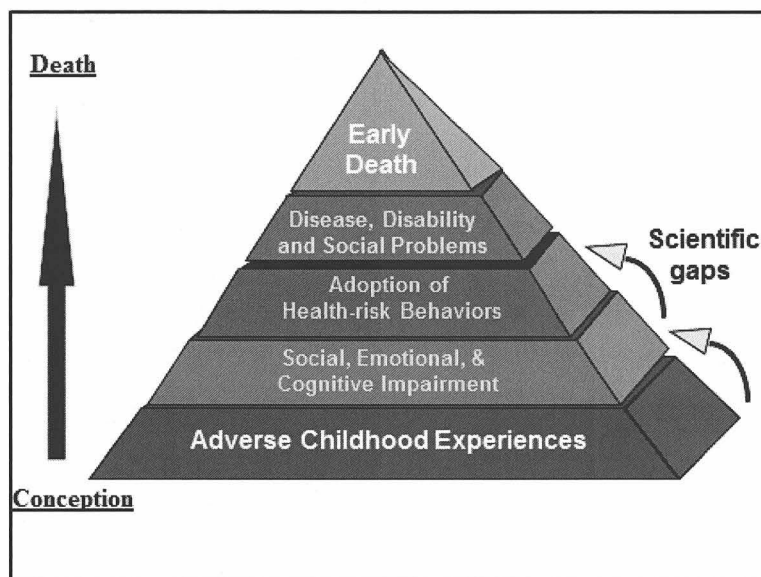 Death
Early
Death
Disease, Disability
and Social Problems
Scientific
gaps
Adoption of
Health-risk Behaviors
Social, Emotional, &
Cognitive Impairment
Adverse Childhood Experiences
Conception